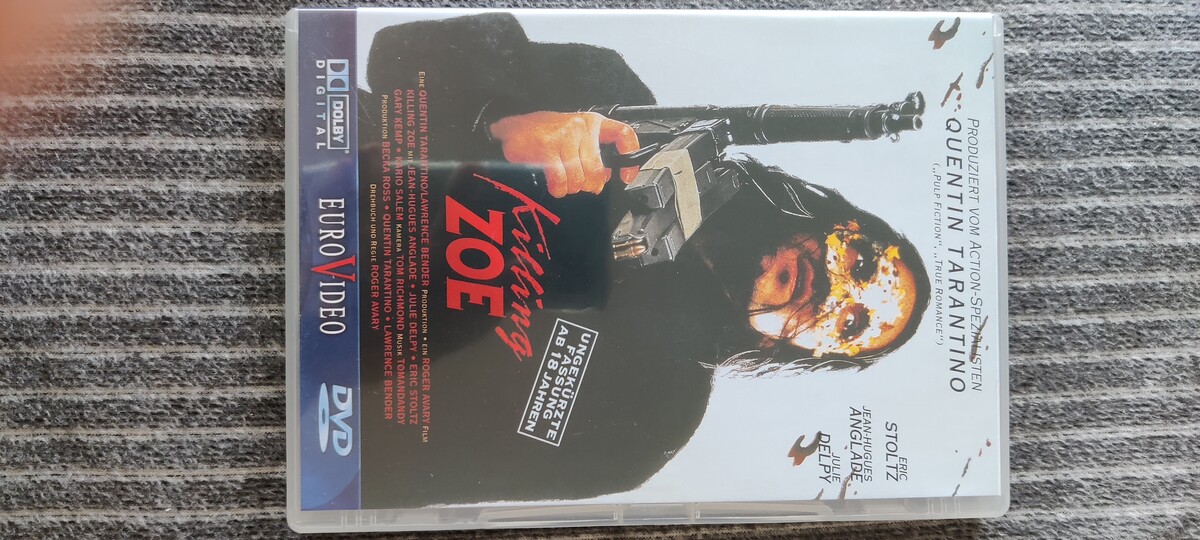 PRODUZIERT VOM ACTION-SPEZIALISTEN
QUENTIN TARANTINO
(„PULP FICTION“, „TRUE ROMANCE“)
ERIC
STOLTZ
JEAN-HUGUES
ANGLADE
JULIE
DELPY
UNGEKÜRZTE
FASSUNG
AB 18 JAHREN
Killing
ZOE
EINE QUENTIN TARANTINO/LAWRENCE BENDER PRODUKTION • EIN ROGER AVARY FILM
KILLING ZOE MIT JEAN-HUGUES ANGLADE • JULIE DELPY • ERIC STOLTZ
GARY KEMP • KARIO SALEM KAMERA TOM RICHMOND MUSIK TOMANDANDY
PRODUKTION BECKA ROSS • QUENTIN TARANTINO • LAWRENCE BENDER
DREHBUCH UND REGIE ROGER AVARY
DOLBY
DIGITAL
EUROVIDEO
DVD